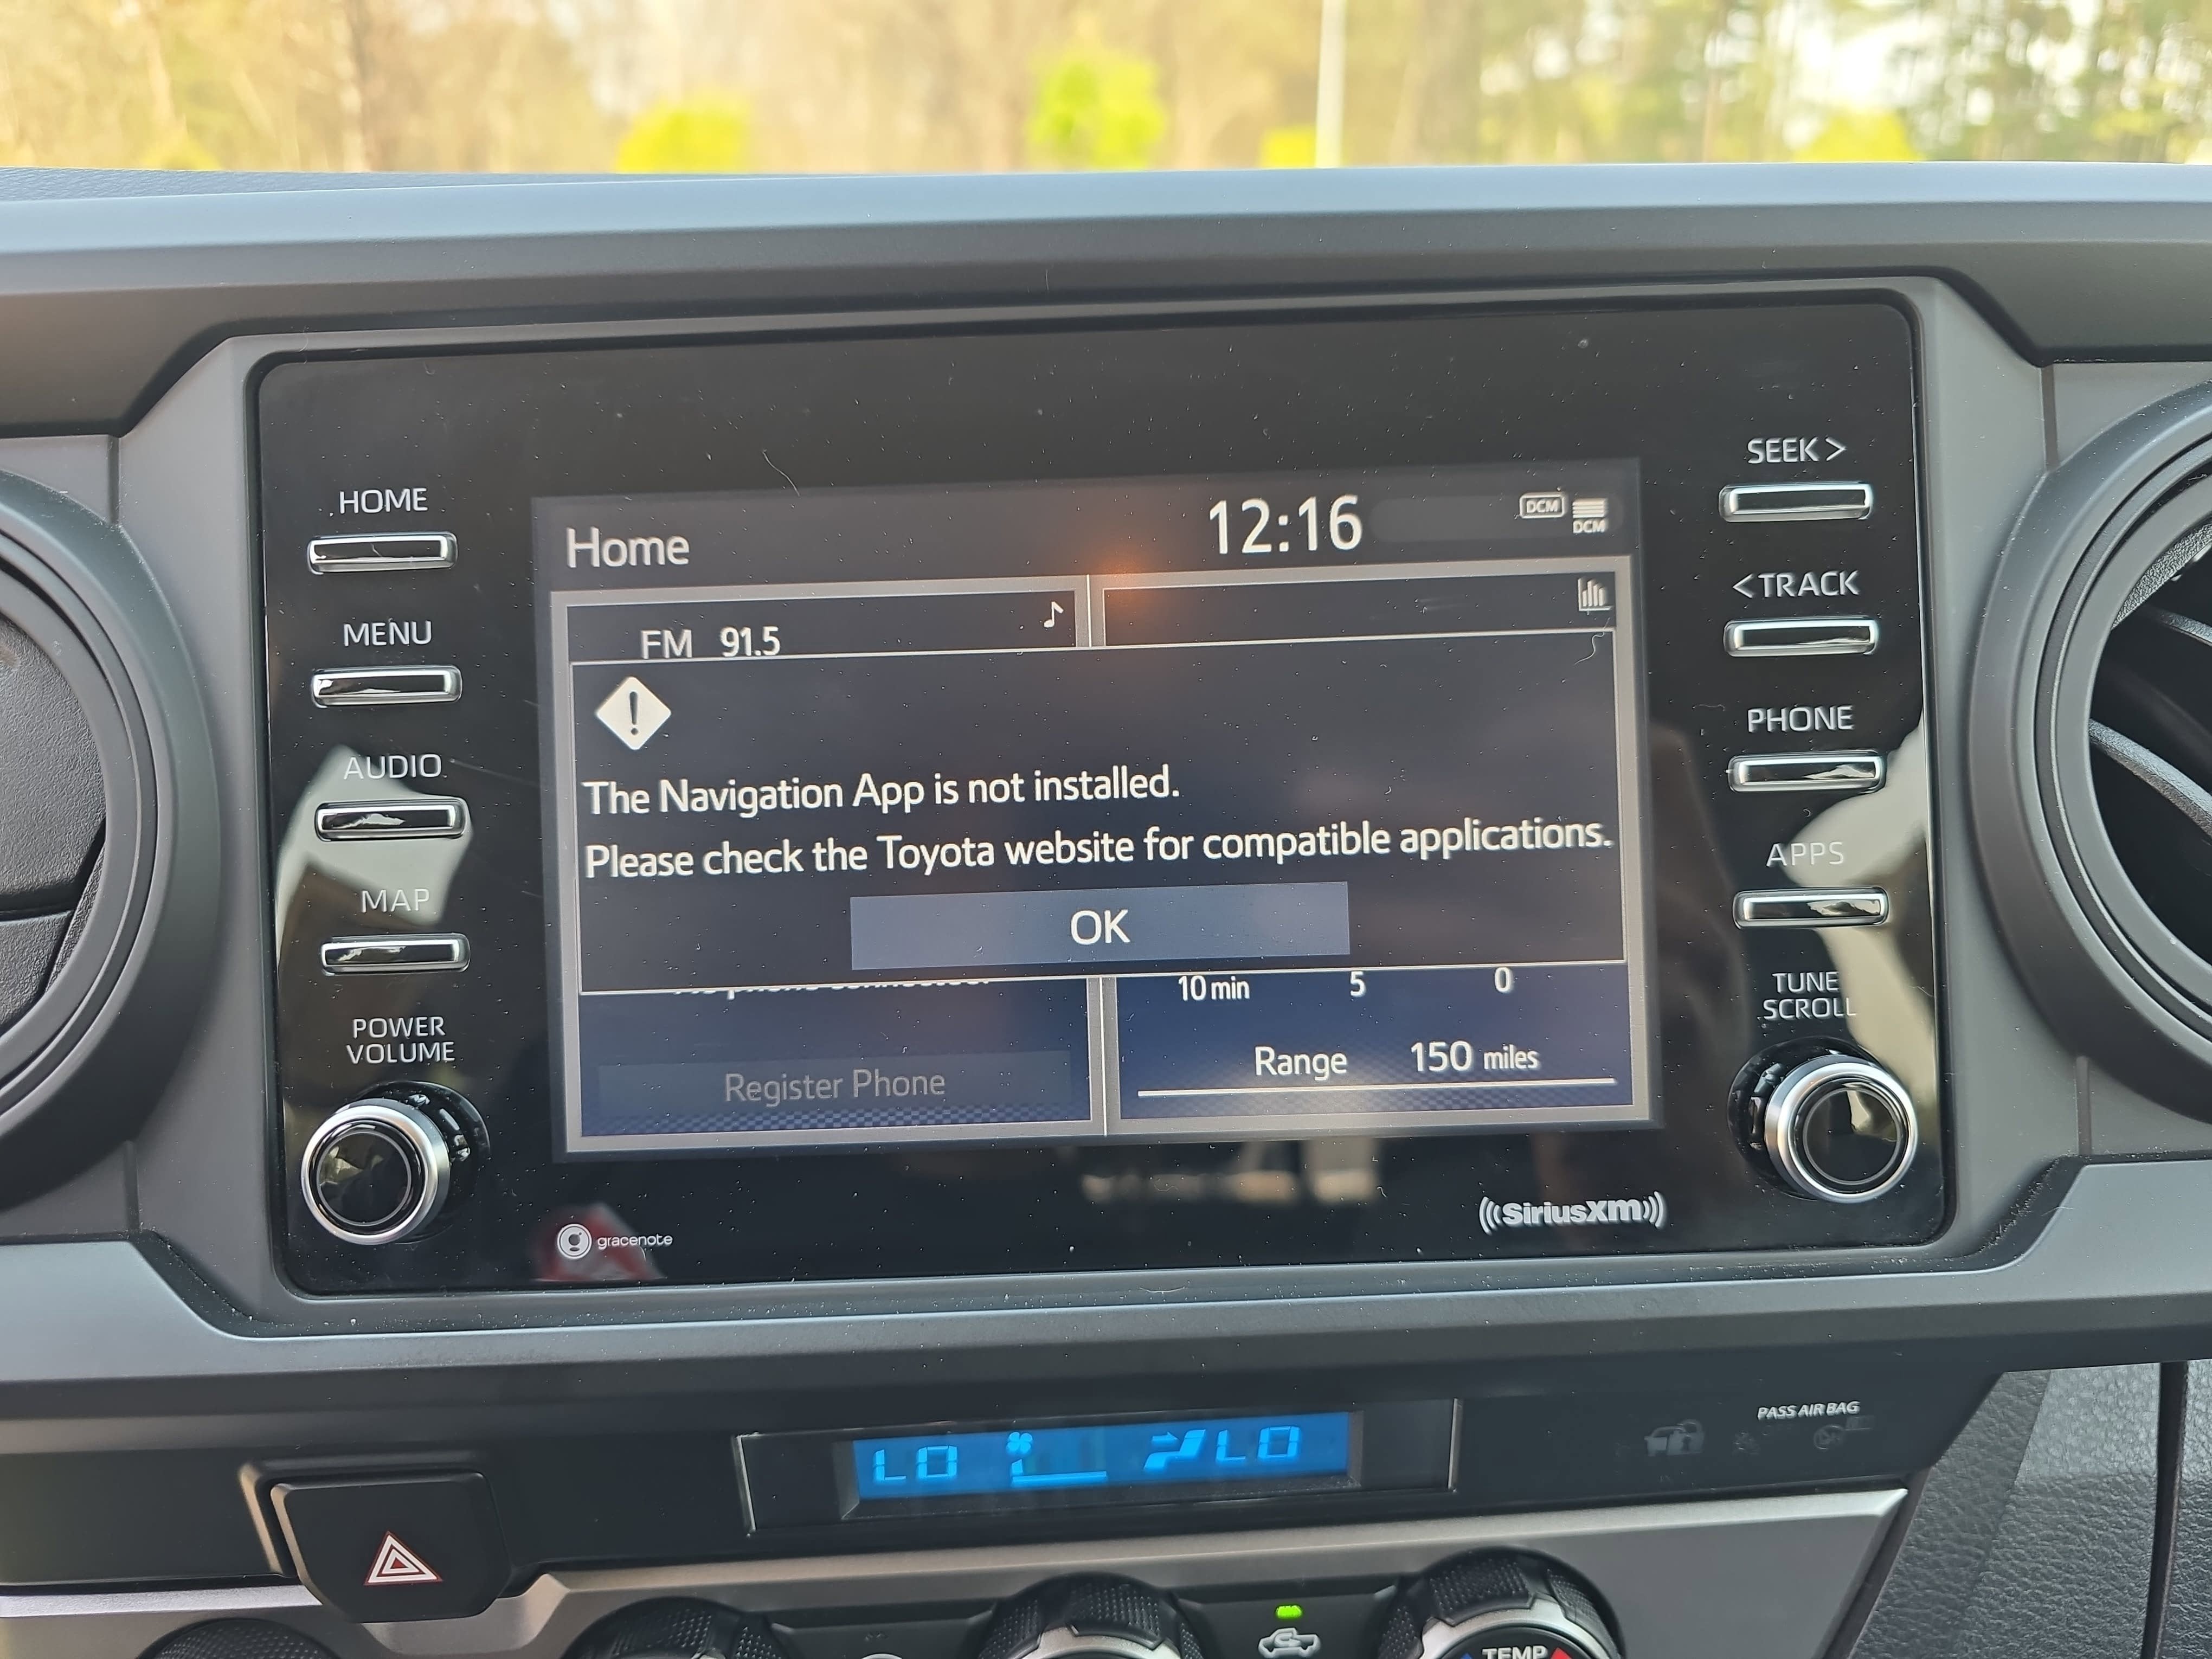 HOME
MENU
AUDIO
MAP
POWER
VOLUME
Home
12:16
DCM
DCM
FM 91.5
The Navigation App is not installed.
Please check the Toyota website for compatible applications.
OK
10 min 5 0
Register Phone
Range 150 miles
SEEK >
< TRACK
PHONE
APPS
TUNE
SCROLL
gracenote
((SiriusXM))
LO LO
PASS AIR BAG
TEMP